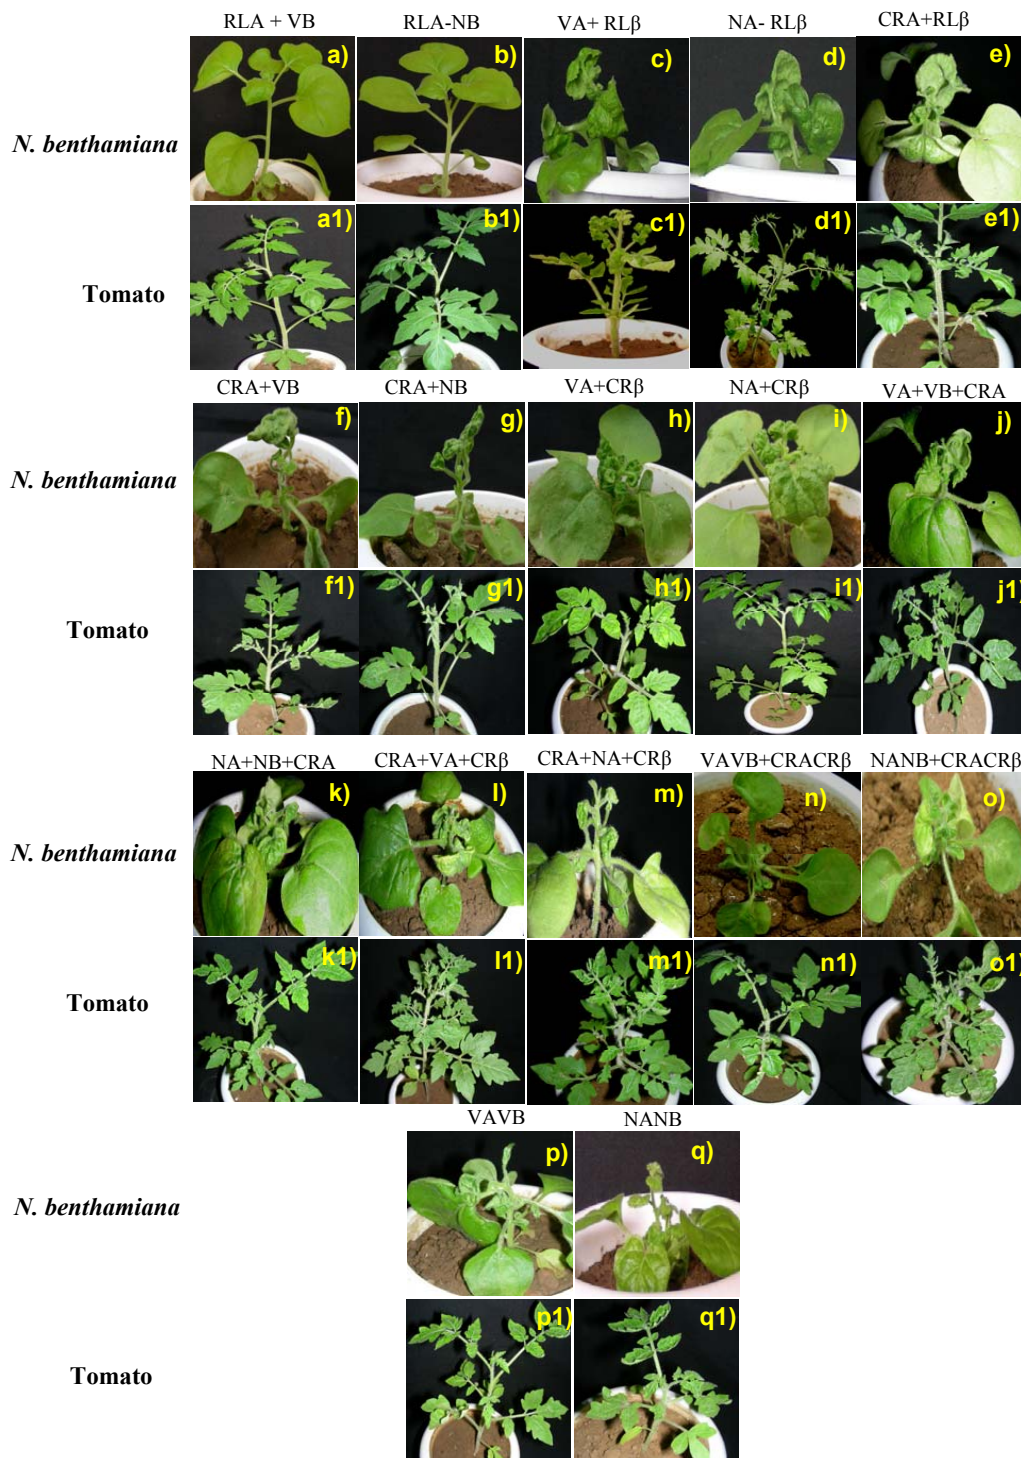 RLA + VB RLA-NB VA+ RLβ NA- RLβ CRA+RLβ
a) b) c) d) e)
N. benthamiana
a1) b1) c1) d1) e1)
Tomato
CRA+VB CRA+NB VA+CRβ NA+CRβ VA+VB+CRA
f) g) h) i) j)
N. benthamiana
f1) g1) h1) i1) j1)
Tomato
NA+NB+CRA CRA+VA+CRβ CRA+NA+CRβ VAVB+CRACRβ NANB+CRACRβ
k) l) m) n) o)
N. benthamiana
k1) l1) m1) n1) o1)
Tomato
VAVB NANB
p) q)
N. benthamiana
p1) q1)
Tomato